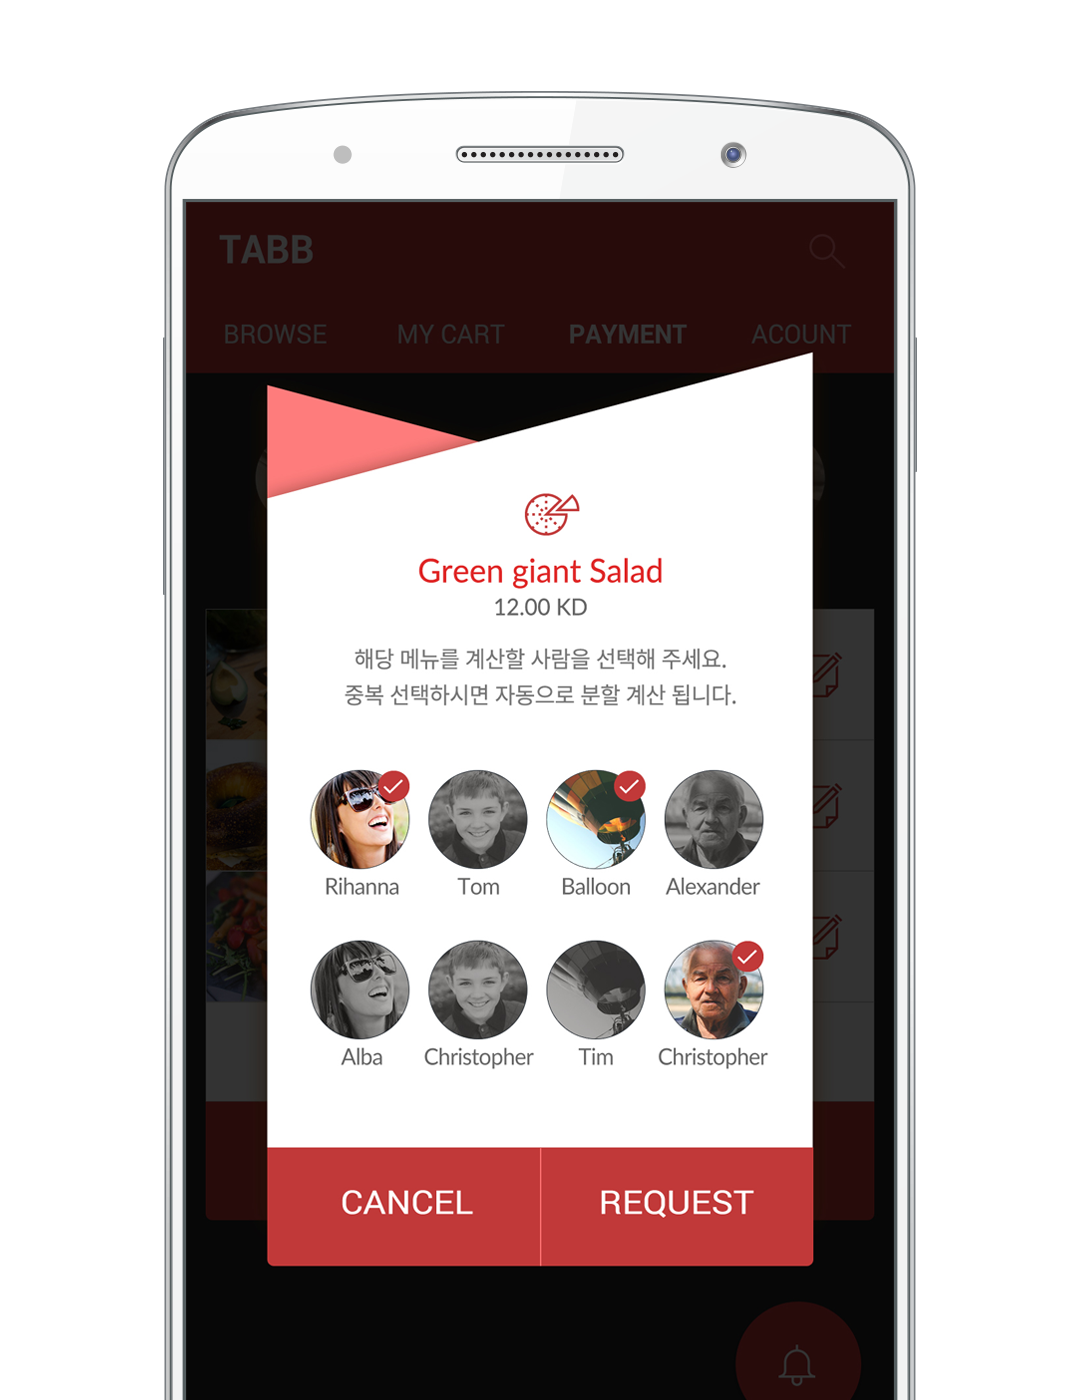 TABB
BROWSE MY CART PAYMENT ACOUNT
Green giant Salad
12.00 KD
해당 메뉴를 계산할 사람을 선택해 주세요.
중복 선택하시면 자동으로 분할 계산 됩니다.
Rihanna Tom Balloon Alexander
Alba Christopher Tim Christopher
CANCEL REQUEST